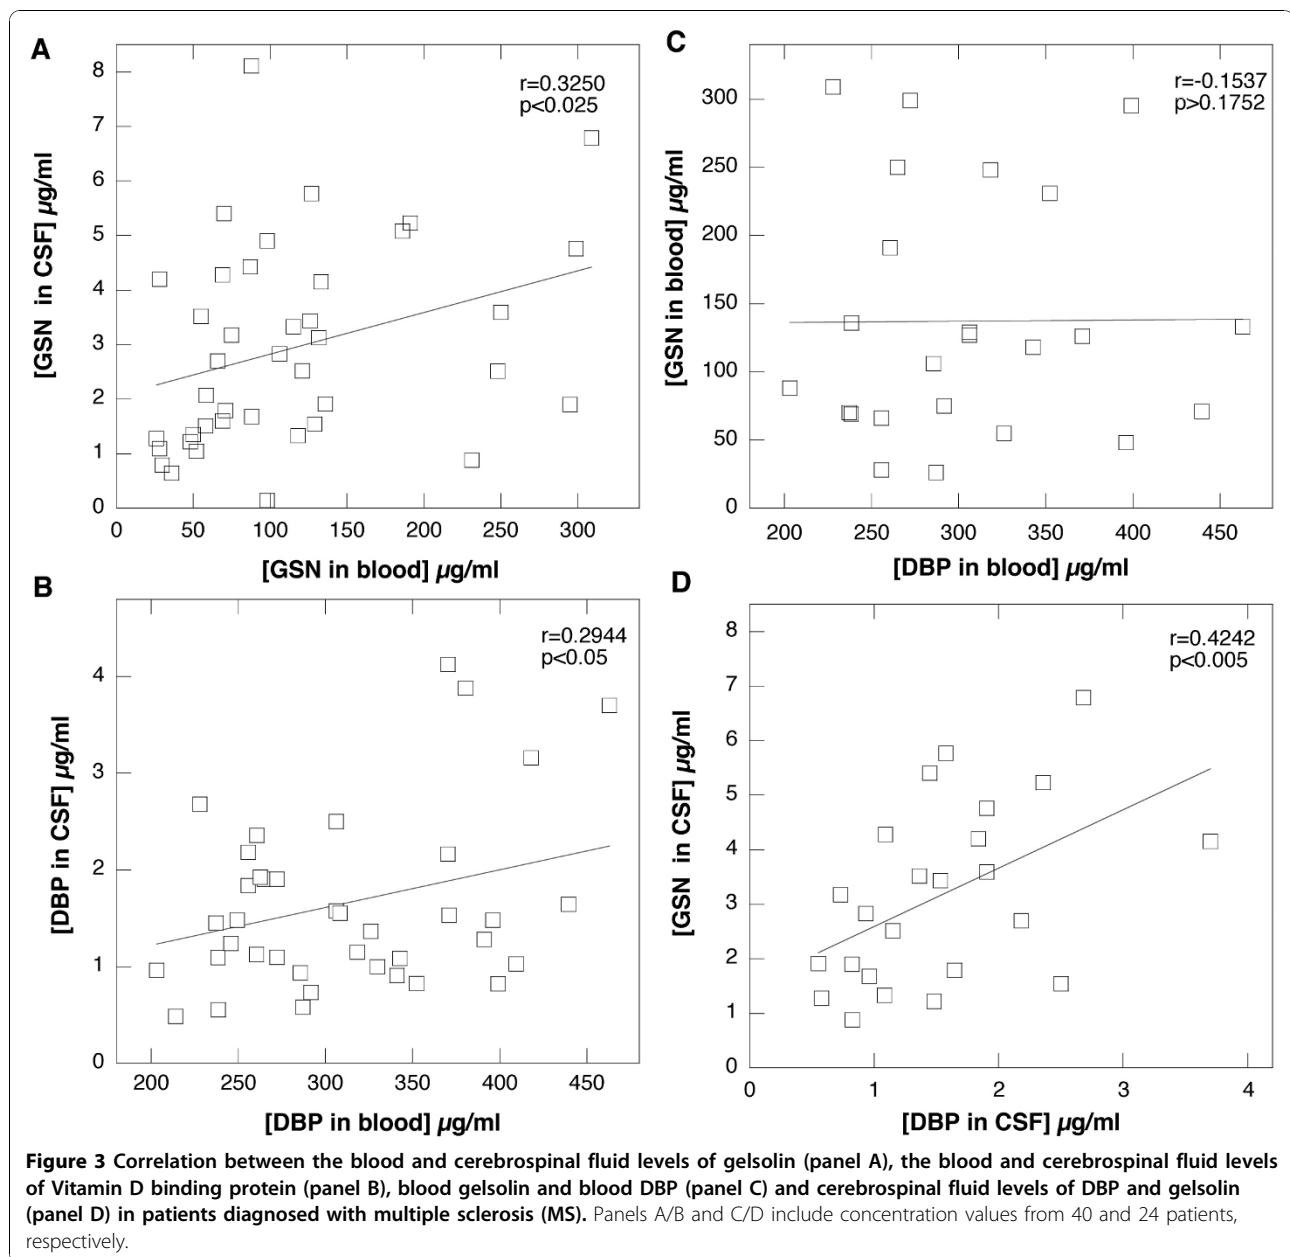 A
r=0.3250
p<0.025
8
7
6
5
4
3
2
1
0
0 50 100 150 200 250 300
[GSN in CSF] µg/ml
[GSN in blood] µg/ml
C
r=-0.1537
p>0.1752
300
250
200
150
100
50
0
200 250 300 350 400 450
[GSN in blood] µg/ml
[DBP in blood] µg/ml
B
r=0.2944
p<0.05
4
3
2
1
0
200 250 300 350 400 450
[DBP in CSF] µg/ml
[DBP in blood] µg/ml
D
r=0.4242
p<0.005
8
7
6
5
4
3
2
1
0
0 1 2 3 4
[GSN in CSF] µg/ml
[DBP in CSF] µg/ml
Figure 3 Correlation between the blood and cerebrospinal fluid levels of gelsolin (panel A), the blood and cerebrospinal fluid levels
of Vitamin D binding protein (panel B), blood gelsolin and blood DBP (panel C) and cerebrospinal fluid levels of DBP and gelsolin
(panel D) in patients diagnosed with multiple sclerosis (MS). Panels A/B and C/D include concentration values from 40 and 24 patients,
respectively.